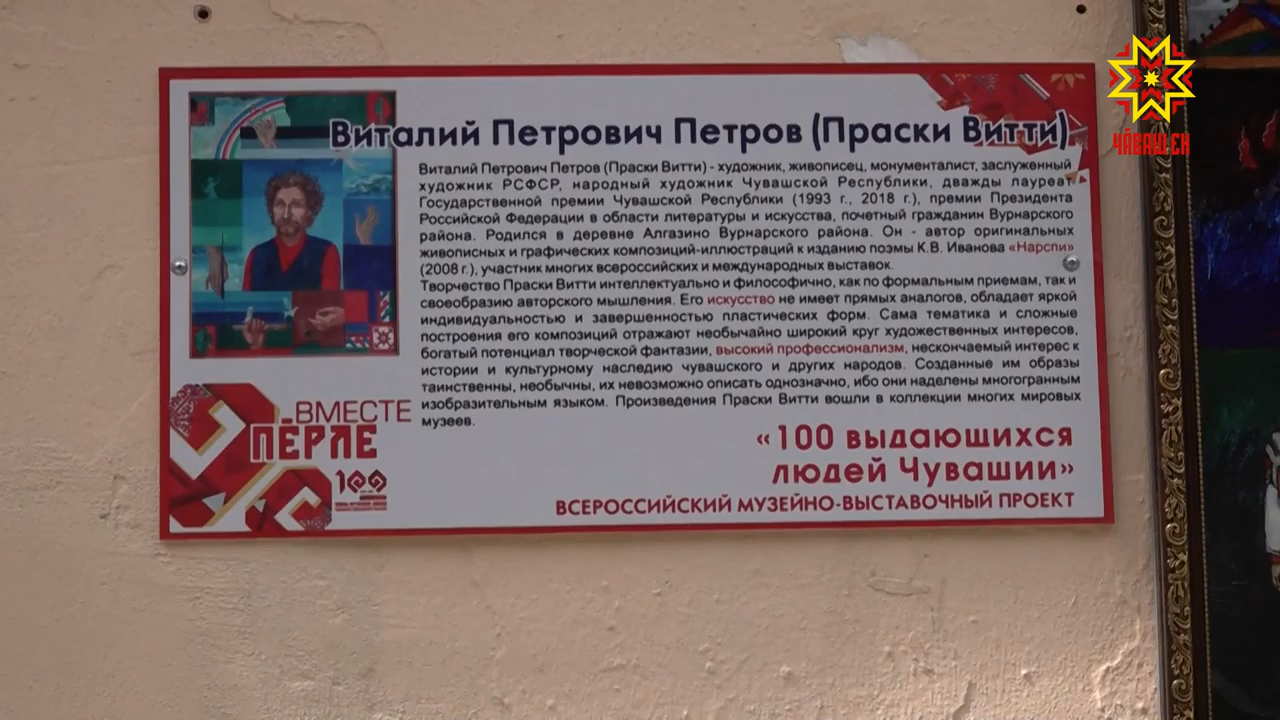 ЧӐВАШ ЕН
Виталий Петрович Петров (Праски Витти)
Виталий Петрович Петров (Праски Витти) - художник, живописец, монументалист, заслуженный
художник РСФСР, народный художник Чувашской Республики, дважды лауреат
Государственной премии Чувашской Республики (1993 г., 2018 г.), премии Президента
Российской Федерации в области литературы и искусства, почетный гражданин Вурнарского
района. Родился в деревне Алгазино Вурнарского района. Он - автор оригинальных
живописных и графических композиций-иллюстраций к изданию поэмы К.В. Иванова «Нарспи»
(2008 г.), участник многих всероссийских и международных выставок.
Творчество Праски Витти интеллектуально и философично, как по формальным приемам, так и
своеобразию авторского мышления. Его искусство не имеет прямых аналогов, обладает яркой
индивидуальностью и завершенностью пластических форм. Сама тематика и сложные
построения его композиций отражают необычайно широкий круг художественных интересов,
богатый потенциал творческой фантазии, высокий профессионализм, нескончаемый интерес к
истории и культурному наследию чувашского и других народов. Созданные им образы
таинственны, необычны, их невозможно описать однозначно, ибо они наделены многогранным
изобразительным языком. Произведения Праски Витти вошли в коллекции многих мировых
музеев.
ВМЕСТЕ
ПӖРЛЕ
100
«100 выдающихся
людей Чувашии»
ВСЕРОССИЙСКИЙ МУЗЕЙНО-ВЫСТАВОЧНЫЙ ПРОЕКТ